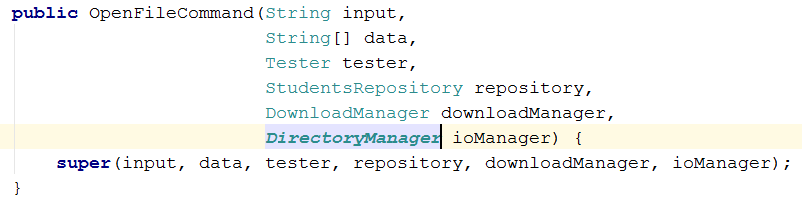 public OpenFileCommand(String input,
String[] data,
Tester tester,
StudentsRepository repository,
DownloadManager downloadManager,
DirectoryManager ioManager) {
super(input, data, tester, repository, downloadManager, ioManager);
}